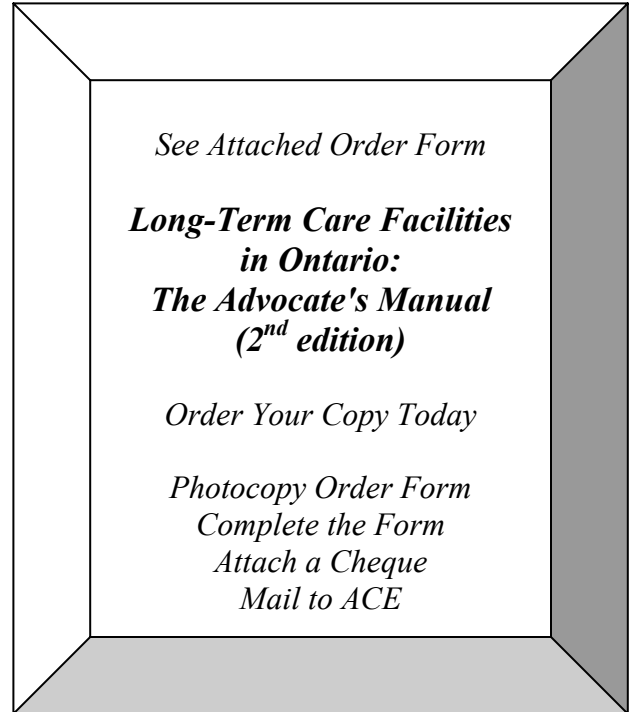 See Attached Order Form
Long-Term Care Facilities
in Ontario:
The Advocate's Manual
(2nd edition)
Order Your Copy Today
Photocopy Order Form
Complete the Form
Attach a Cheque
Mail to ACE